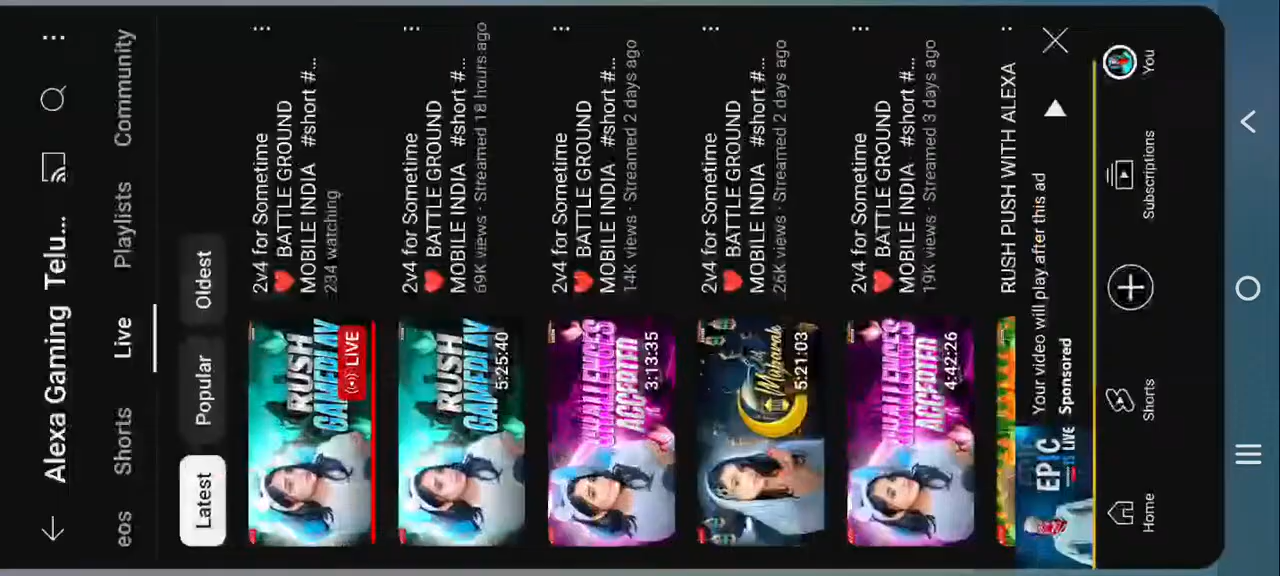 Alexa Gaming Telu...
eos
Shorts
Live
Playlists
Community
Latest
Popular
Oldest
RUSH
GAMEPLAY
LIVE
2v4 for Sometime
❤️ BATTLE GROUND
MOBILE INDIA #short #...
284 watching
RUSH
GAMEPLAY
5:25:40
2v4 for Sometime
❤️ BATTLE GROUND
MOBILE INDIA #short #...
69K views · Streamed 18 hours ago
CHALLENGES
ACCEPTED
3:13:35
2v4 for Sometime
❤️ BATTLE GROUND
MOBILE INDIA #short #...
14K views · Streamed 2 days ago
Mubarak
5:21:03
2v4 for Sometime
❤️ BATTLE GROUND
MOBILE INDIA #short #...
26K views · Streamed 2 days ago
CHALLENGES
ACCEPTED
4:42:26
2v4 for Sometime
❤️ BATTLE GROUND
MOBILE INDIA #short #...
19K views · Streamed 3 days ago
RUSH PUSH WITH ALEXA
EPIC
IS LIVE
Your video will play after this ad
Sponsored
Home
Shorts
Subscriptions
You